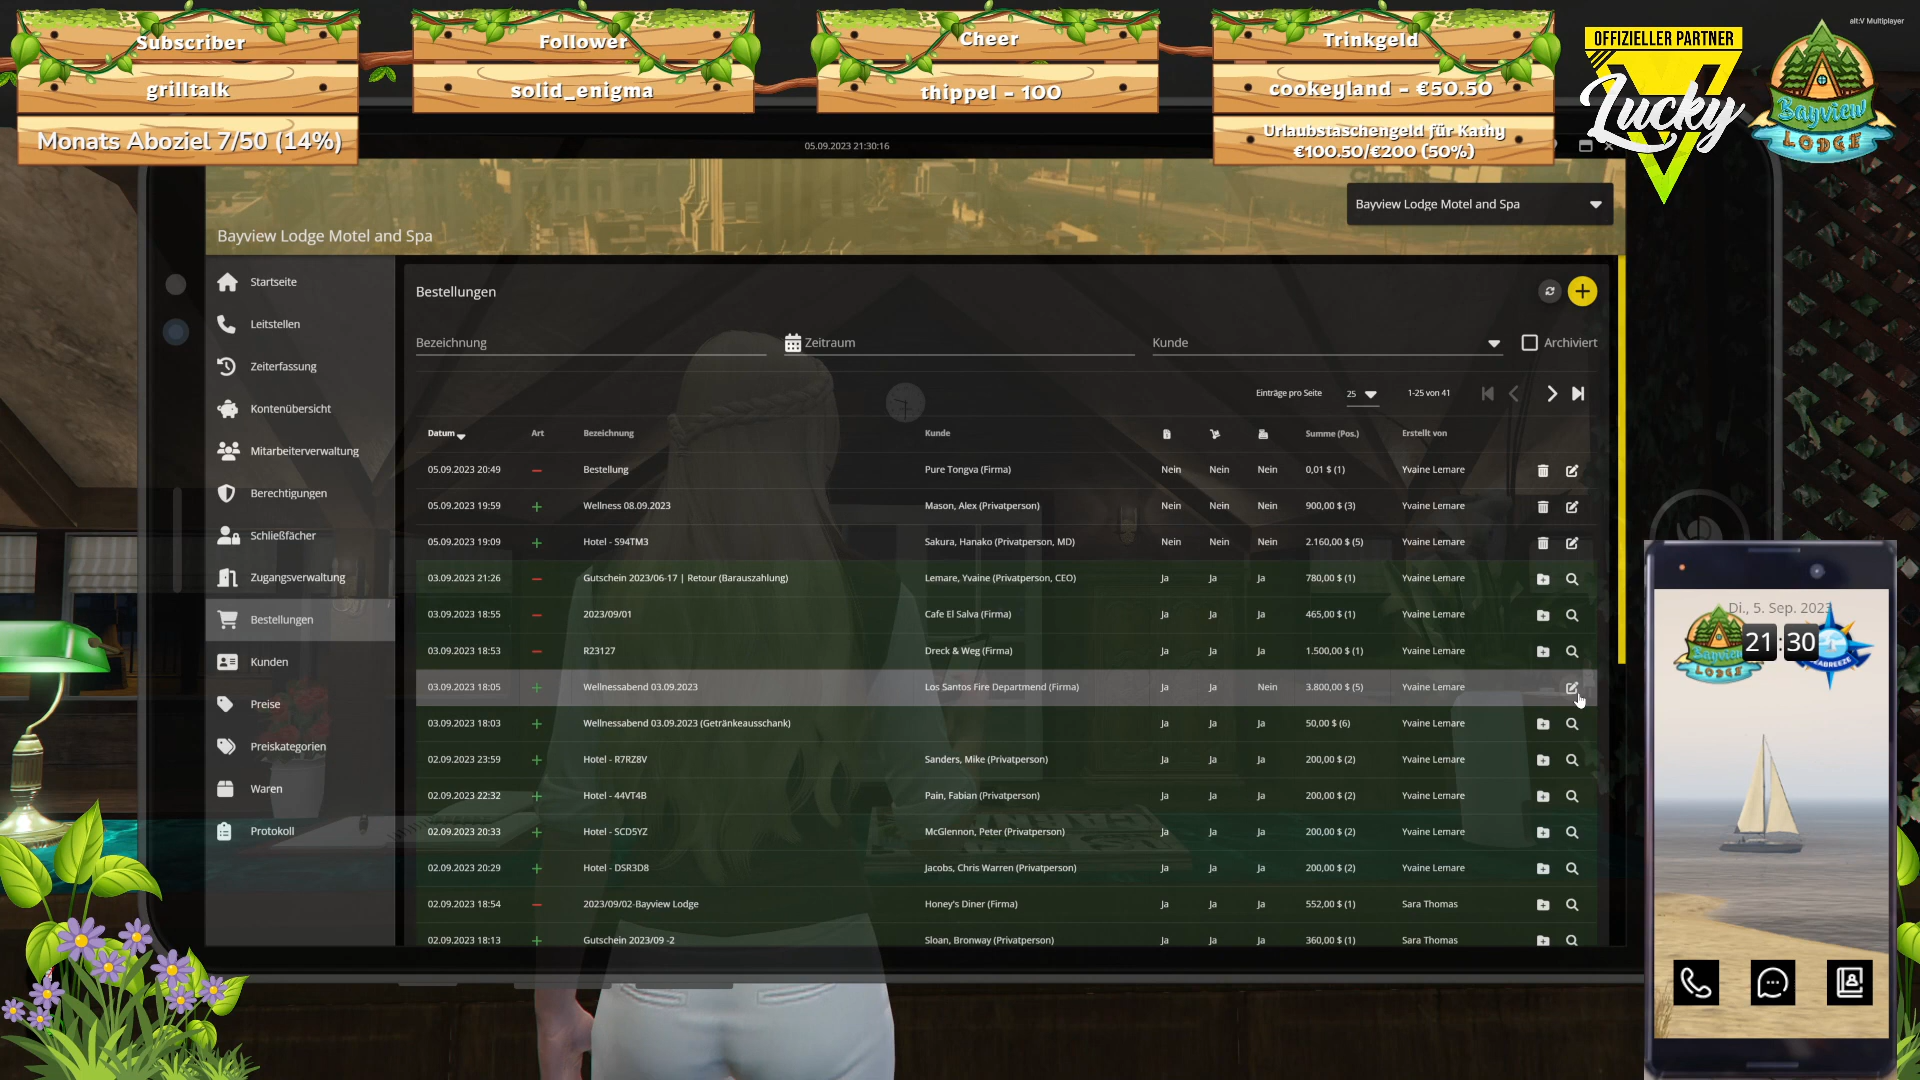 Subscriber
grilltalk
Monats Aboziel 7/50 (14%)
Follower
solid_enigma
Cheer
thippel - 100
Trinkgeld
cookeyland - €50.50
Urlaubstaschengeld für Kathy
€100.50/€200 (50%)
OFFIZIELLER PARTNER
Lucky V
Bayview
LODGE
alt:V Multiplayer
05.09.2023 21:30:16
Bayview Lodge Motel and Spa
Bayview Lodge Motel and Spa
Startseite
Leitstellen
Zeiterfassung
Kontenübersicht
Mitarbeiterverwaltung
Berechtigungen
Schließfächer
Zugangsverwaltung
Bestellungen
Kunden
Preise
Preiskategorien
Waren
Protokoll
Bestellungen
Bezeichnung Zeitraum Kunde Archiviert
Einträge pro Seite 25 1-25 von 41
Datum Art Bezeichnung Kunde Summe (Pos.) Erstellt von
05.09.2023 20:49 − Bestellung Pure Tongva (Firma) Nein Nein Nein 0,01 $ (1) Yvaine Lemare
05.09.2023 19:59 + Wellness 08.09.2023 Mason, Alex (Privatperson) Nein Nein Nein 900,00 $ (3) Yvaine Lemare
05.09.2023 19:09 + Hotel - S94TM3 Sakura, Hanako (Privatperson, MD) Nein Nein Nein 2.160,00 $ (5) Yvaine Lemare
03.09.2023 21:26 − Gutschein 2023/06-17 | Retour (Barauszahlung) Lemare, Yvaine (Privatperson, CEO) Ja Ja Ja 780,00 $ (1) Yvaine Lemare
03.09.2023 18:55 − 2023/09/01 Cafe El Salva (Firma) Ja Ja Ja 465,00 $ (1) Yvaine Lemare
03.09.2023 18:53 − R23127 Dreck & Weg (Firma) Ja Ja Ja 1.500,00 $ (1) Yvaine Lemare
03.09.2023 18:05 + Wellnessabend 03.09.2023 Los Santos Fire Departmend (Firma) Ja Ja Nein 3.800,00 $ (5) Yvaine Lemare
03.09.2023 18:03 + Wellnessabend 03.09.2023 (Getränkeausschank) Ja Ja Ja 50,00 $ (6) Yvaine Lemare
02.09.2023 23:59 + Hotel - R7RZ8V Sanders, Mike (Privatperson) Ja Ja Ja 200,00 $ (2) Yvaine Lemare
02.09.2023 22:32 + Hotel - 44VT4B Pain, Fabian (Privatperson) Ja Ja Ja 200,00 $ (2) Yvaine Lemare
02.09.2023 20:33 + Hotel - SCD5YZ McGlennon, Peter (Privatperson) Ja Ja Ja 200,00 $ (2) Yvaine Lemare
02.09.2023 20:29 + Hotel - DSR3D8 Jacobs, Chris Warren (Privatperson) Ja Ja Ja 200,00 $ (2) Yvaine Lemare
02.09.2023 18:54 − 2023/09/02-Bayview Lodge Honey's Diner (Firma) Ja Ja Ja 552,00 $ (1) Sara Thomas
02.09.2023 18:13 + Gutschein 2023/09 -2 Sloan, Bronway (Privatperson) Ja Ja Ja 360,00 $ (1) Sara Thomas
Di., 5. Sep. 2023
21:30
Bayview
LODGE